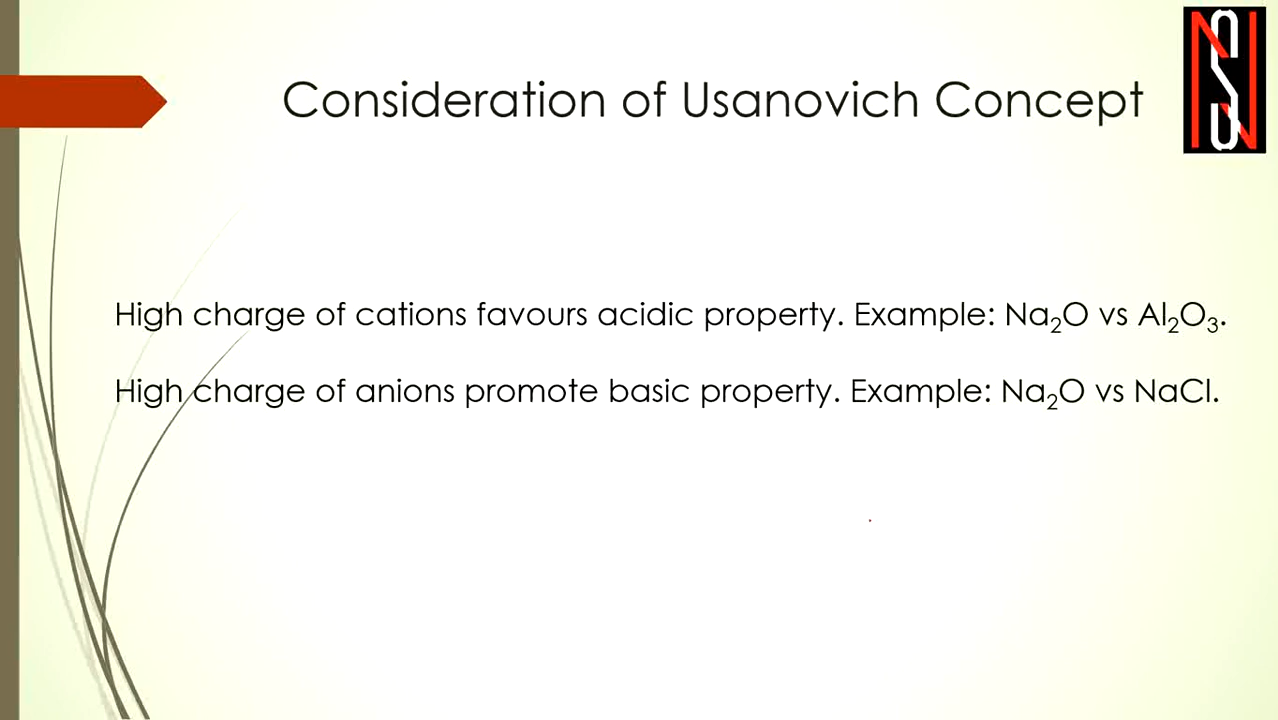 Consideration of Usanovich Concept
High charge of cations favours acidic property. Example: Na₂O vs Al₂O₃.
High charge of anions promote basic property. Example: Na₂O vs NaCl.